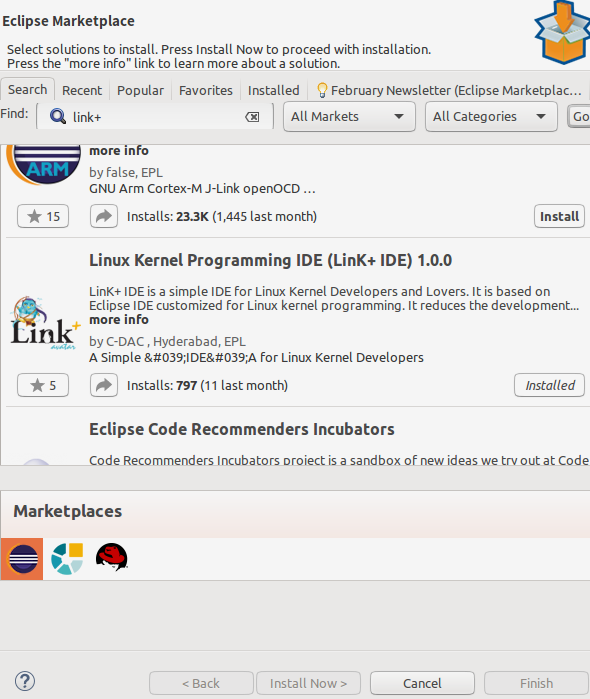 Eclipse Marketplace
Select solutions to install. Press Install Now to proceed with installation.
Press the "more info" link to learn more about a solution.
Search Recent Popular Favorites Installed February Newsletter (Eclipse Marketplac...
Find: link+ All Markets All Categories Go
ARM
more info
by false, EPL
GNU Arm Cortex-M J-Link openOCD ...
15 Installs: 23.3K (1,445 last month) Install
Linux Kernel Programming IDE (LinK+ IDE) 1.0.0
LinK+ IDE is a simple IDE for Linux Kernel Developers and Lovers. It is based on
Eclipse IDE customized for Linux kernel programming. It reduces the development...
Link+
avatar
more info
by C-DAC , Hyderabad, EPL
A Simple &#039;IDE&#039;A for Linux Kernel Developers
5 Installs: 797 (11 last month) Installed
Eclipse Code Recommenders Incubators
Code Recommenders Incubators project is a sandbox of new ideas we try out at Code
Marketplaces
? < Back Install Now > Cancel Finish